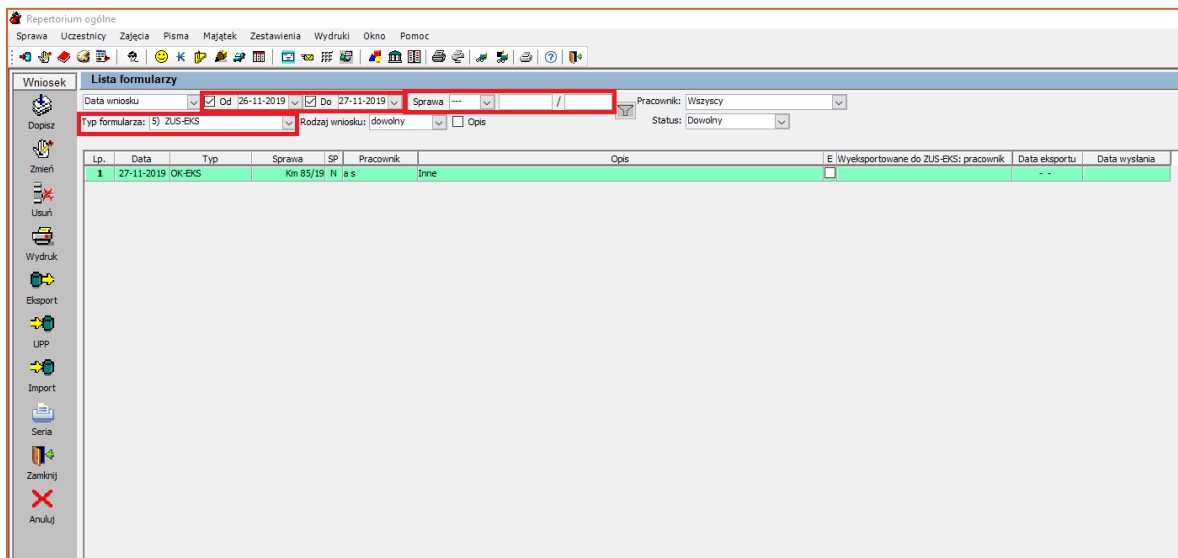 Repertorium ogólne
Sprawa Uczestnicy Zajęcia Pisma Majątek Zestawienia Wydruki Okno Pomoc
Wniosek Lista formularzy
Data wniosku Od 26-11-2019 Do 27-11-2019 Sprawa --- / Pracownik: Wszyscy
Typ formularza: 5) ZUS-EKS Rodzaj wniosku: dowolny Opis Status: Dowolny
Lp. Data Typ Sprawa SP Pracownik Opis E Wyeksportowane do ZUS-EKS: pracownik Data eksportu Data wysłania
1 27-11-2019 OK-EKS Km 85/19 N a s Inne - -
Dopisz
Zmień
Usuń
Wydruk
Eksport
UPP
Import
Seria
Zamknij
Anuluj